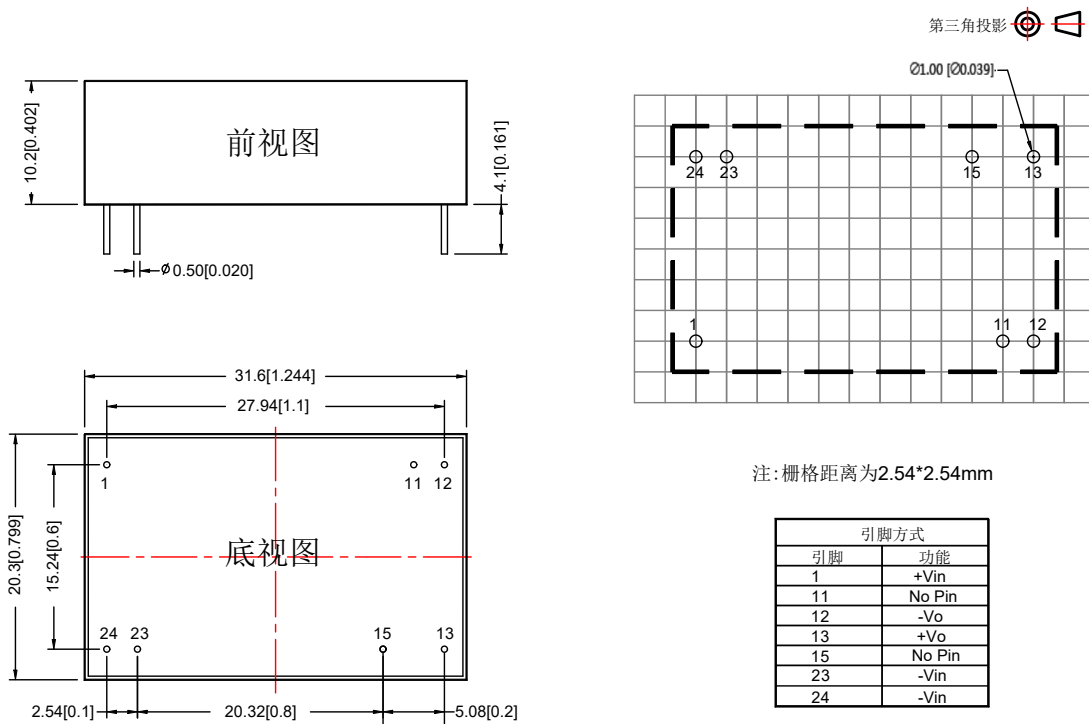 第三角投影
Ø1.00 [Ø0.039]
10.2[0.402]
前视图
4.1[0.161]
Ø0.50[0.020]
24 23 15 13
1 11 12
31.6[1.244]
27.94[1.1]
20.3[0.799]
15.24[0.6]
1 11 12
底视图
24 23 15 13
2.54[0.1] 20.32[0.8] 5.08[0.2]
注:栅格距离为2.54*2.54mm
引脚方式
引脚 功能
1 +Vin
11 No Pin
12 -Vo
13 +Vo
15 No Pin
23 -Vin
24 -Vin